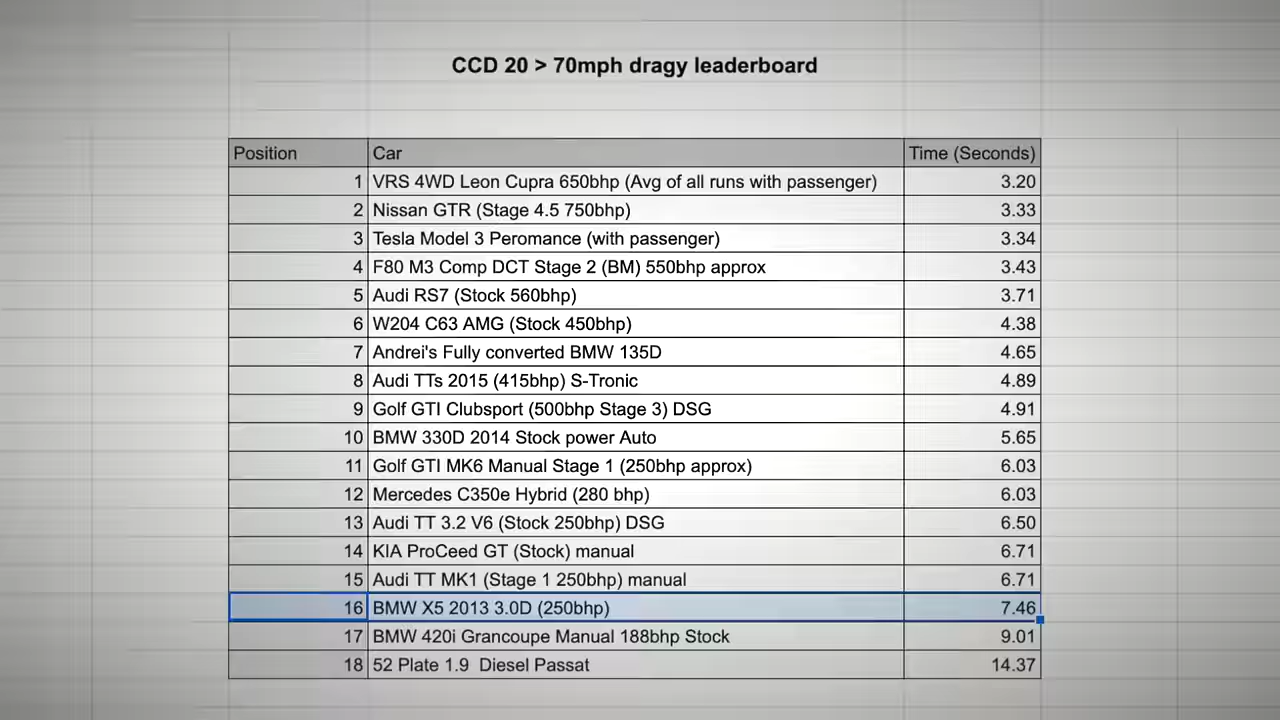 CCD 20 > 70mph dragy leaderboard
Position Car Time (Seconds)
1 VRS 4WD Leon Cupra 650bhp (Avg of all runs with passenger) 3.20
2 Nissan GTR (Stage 4.5 750bhp) 3.33
3 Tesla Model 3 Peromance (with passenger) 3.34
4 F80 M3 Comp DCT Stage 2 (BM) 550bhp approx 3.43
5 Audi RS7 (Stock 560bhp) 3.71
6 W204 C63 AMG (Stock 450bhp) 4.38
7 Andrei's Fully converted BMW 135D 4.65
8 Audi TTs 2015 (415bhp) S-Tronic 4.89
9 Golf GTI Clubsport (500bhp Stage 3) DSG 4.91
10 BMW 330D 2014 Stock power Auto 5.65
11 Golf GTI MK6 Manual Stage 1 (250bhp approx) 6.03
12 Mercedes C350e Hybrid (280 bhp) 6.03
13 Audi TT 3.2 V6 (Stock 250bhp) DSG 6.50
14 KIA ProCeed GT (Stock) manual 6.71
15 Audi TT MK1 (Stage 1 250bhp) manual 6.71
16 BMW X5 2013 3.0D (250bhp) 7.46
17 BMW 420i Grancoupe Manual 188bhp Stock 9.01
18 52 Plate 1.9  Diesel Passat 14.37